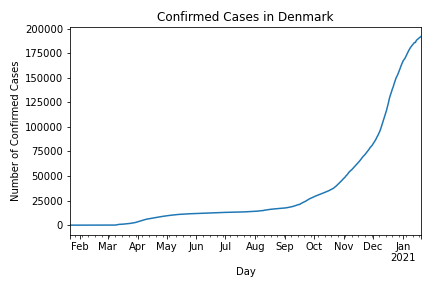 Confirmed Cases in Denmark
200000
175000
150000
125000
100000
75000
50000
25000
0
Number of Confirmed Cases
Feb Mar Apr May Jun Jul Aug Sep Oct Nov Dec Jan
2021
Day